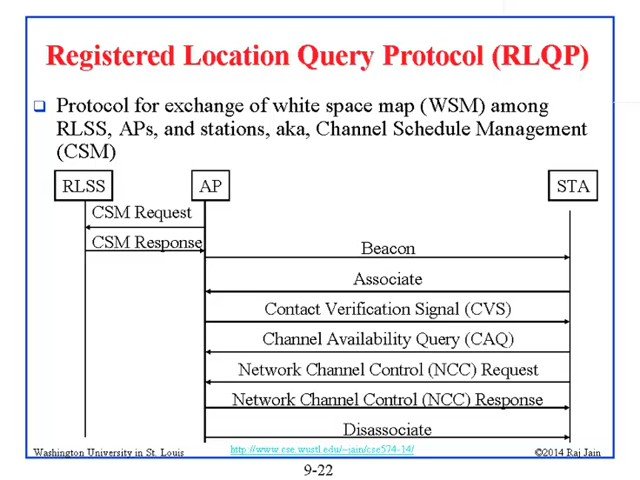 Registered Location Query Protocol (RLQP)
Protocol for exchange of white space map (WSM) among
RLSS, APs, and stations, aka, Channel Schedule Management
(CSM)
RLSS AP STA
CSM Request
CSM Response
Beacon
Associate
Contact Verification Signal (CVS)
Channel Availability Query (CAQ)
Network Channel Control (NCC) Request
Network Channel Control (NCC) Response
Disassociate
Washington University in St. Louis http://www.cse.wustl.edu/~jain/cse574-14/ ©2014 Raj Jain
9-22